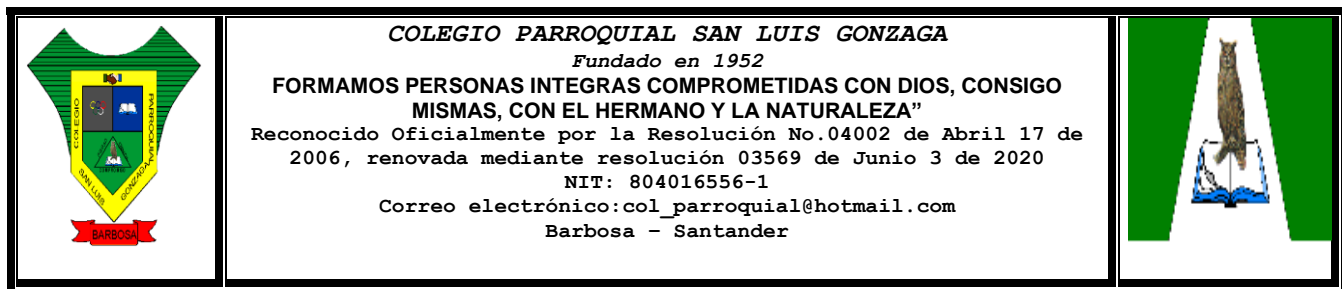 COLEGIO PARROQUIAL SAN LUIS GONZAGA
Fundado en 1952
FORMAMOS PERSONAS INTEGRAS COMPROMETIDAS CON DIOS, CONSIGO
MISMAS, CON EL HERMANO Y LA NATURALEZA”
Reconocido Oficialmente por la Resolución No.04002 de Abril 17 de
2006, renovada mediante resolución 03569 de Junio 3 de 2020
NIT: 804016556-1
Correo electrónico:col_parroquial@hotmail.com
Barbosa – Santander
COLEGIO
PARROQUIAL
SAN LUIS
GONZAGA
BARBOSA